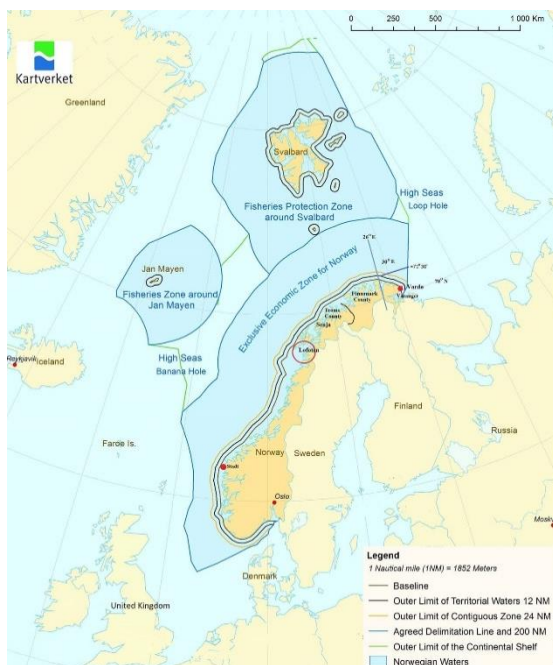 0 250 500 1 000 Km
Kartverket
Greenland
Svalbard
Fisheries Protection Zone
around Svalbard
High Seas
Loop Hole
Jan Mayen
Fisheries Zone around
Jan Mayen
Exclusive Economic Zone for Norway
Vardø
Varanger
Finnmark
County
Troms
County
Senja
Lofoten
High Seas
Banana Hole
Reykjavik
Iceland
Finland
Russia
Faroe Is.
Norway
Sweden
Stadt
Oslo
Denmark
United Kingdom
Legend
1 Nautical mile (1NM) = 1852 Meters
Baseline
Outer Limit of Territorial Waters 12 NM
Outer Limit of Contiguous Zone 24 NM
Agreed Delimitation Line and 200 NM
Outer Limit of the Continental Shelf
Norwegian Waters